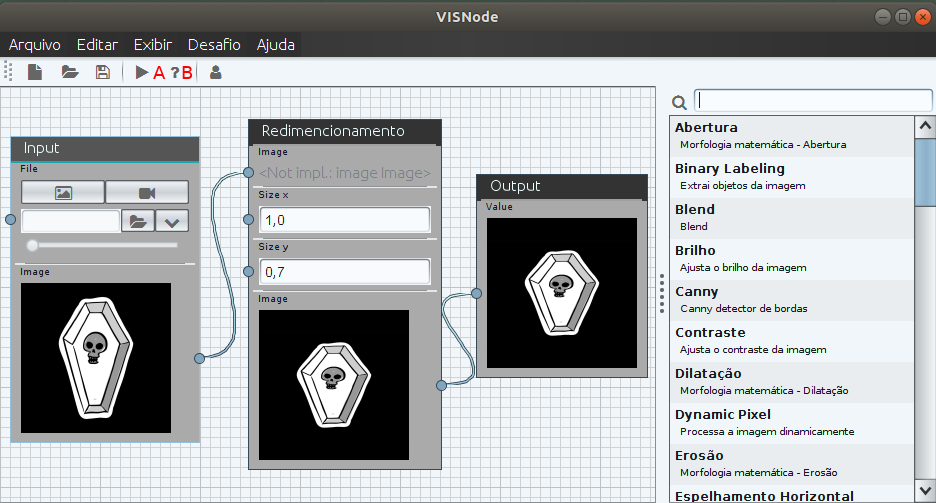 VISNode
Arquivo Editar Exibir Desafio Ajuda
A ? B
Input
File
Image
Redimencionamento
Image
<Not impl.: image Image>
Size x
1,0
Size y
0,7
Image
Output
Value
Abertura
Morfologia matemática - Abertura
Binary Labeling
Extrai objetos da imagem
Blend
Blend
Brilho
Ajusta o brilho da imagem
Canny
Canny detector de bordas
Contraste
Ajusta o contraste da imagem
Dilatação
Morfologia matemática - Dilatação
Dynamic Pixel
Processa a imagem dinamicamente
Erosão
Morfologia matemática - Erosão
Espelhamento Horizontal